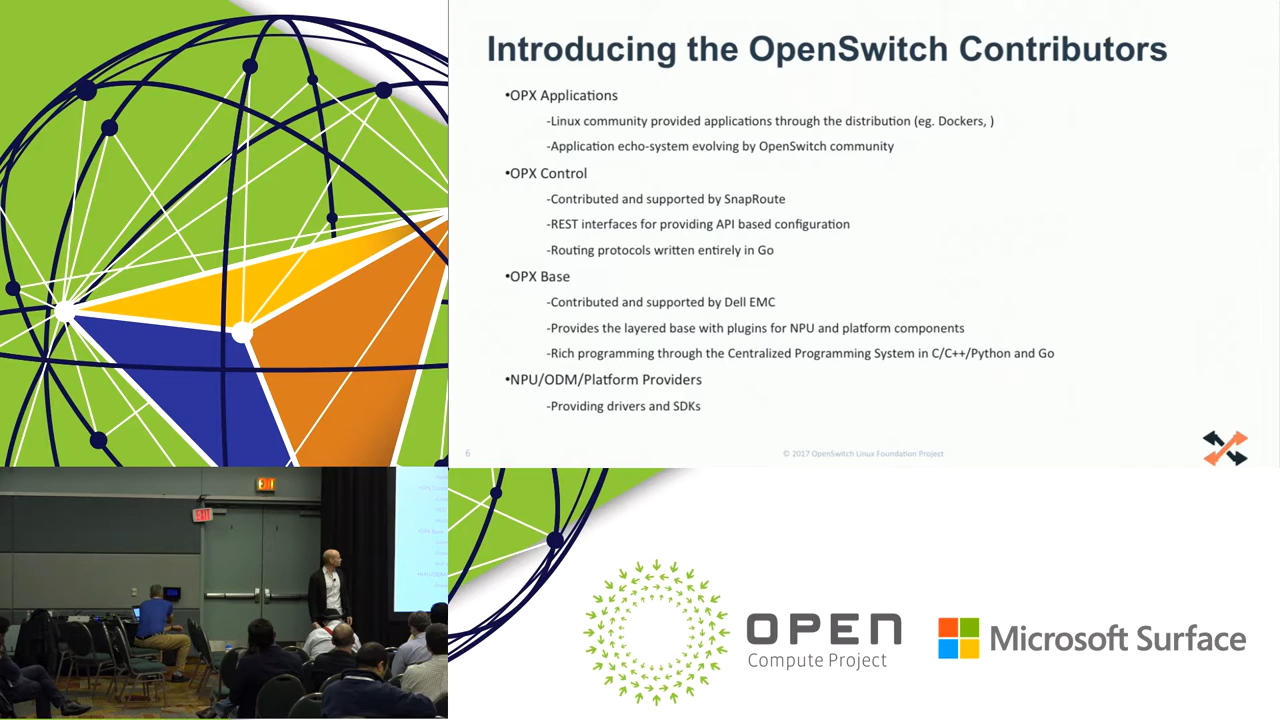 Introducing the OpenSwitch Contributors
•OPX Applications
-Linux community provided applications through the distribution (eg. Dockers, )
-Application echo-system evolving by OpenSwitch community
•OPX Control
-Contributed and supported by SnapRoute
-REST interfaces for providing API based configuration
-Routing protocols written entirely in Go
•OPX Base
-Contributed and supported by Dell EMC
-Provides the layered base with plugins for NPU and platform components
-Rich programming through the Centralized Programming System in C/C++/Python and Go
•NPU/ODM/Platform Providers
-Providing drivers and SDKs
6
© 2017 OpenSwitch Linux Foundation Project
EXIT
OPEN
Compute Project
Microsoft Surface